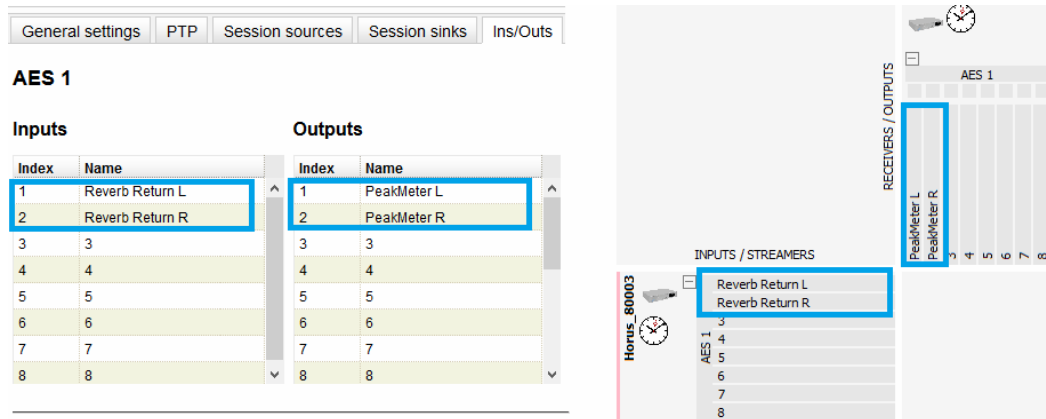 General settings PTP Session sources Session sinks Ins/Outs
AES 1
Inputs
Index Name
1 Reverb Return L
2 Reverb Return R
3 3
4 4
5 5
6 6
7 7
8 8
Outputs
Index Name
1 PeakMeter L
2 PeakMeter R
3 3
4 4
5 5
6 6
7 7
8 8
RECEIVERS / OUTPUTS
AES 1
PeakMeter L
PeakMeter R
3
4
5
6
7
8
INPUTS / STREAMERS
Horus_80003
AES 1
Reverb Return L
Reverb Return R
3
4
5
6
7
8